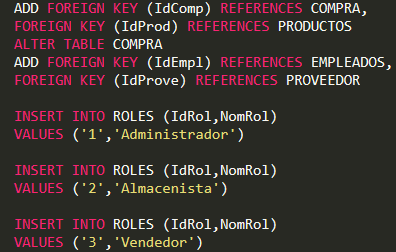 ADD FOREIGN KEY (IdComp) REFERENCES COMPRA,
FOREIGN KEY (IdProd) REFERENCES PRODUCTOS
ALTER TABLE COMPRA
ADD FOREIGN KEY (IdEmpl) REFERENCES EMPLEADOS,
FOREIGN KEY (IdProve) REFERENCES PROVEEDOR
INSERT INTO ROLES (IdRol,NomRol)
VALUES ('1','Administrador')
INSERT INTO ROLES (IdRol,NomRol)
VALUES ('2','Almacenista')
INSERT INTO ROLES (IdRol,NomRol)
VALUES ('3','Vendedor')